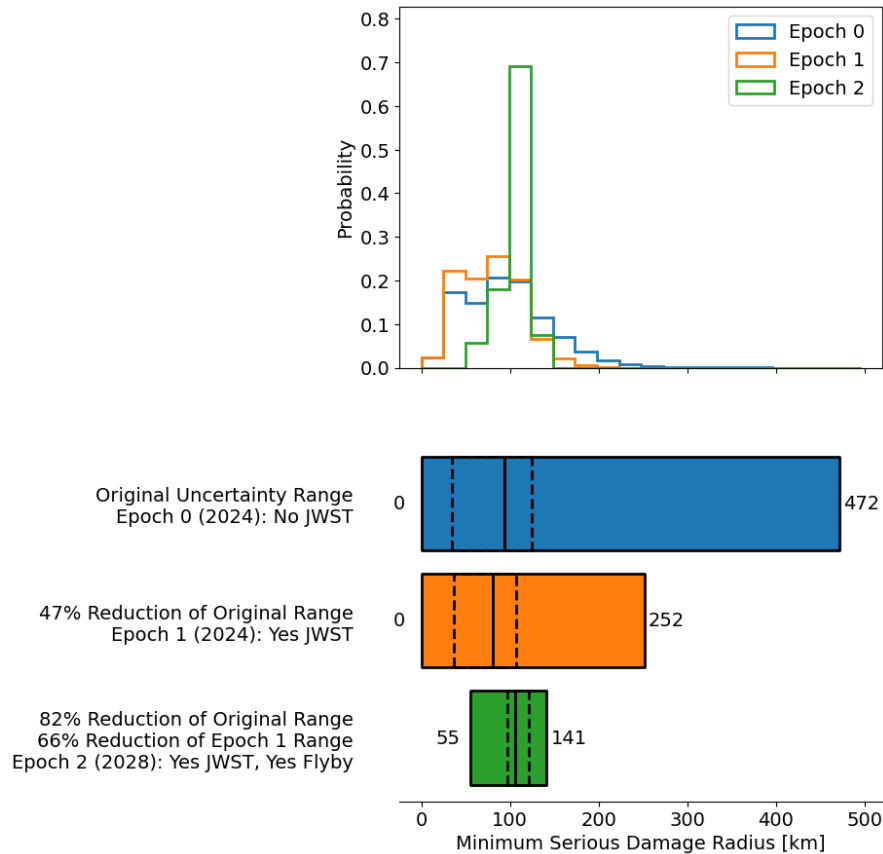 0.8
0.7
0.6
0.5
0.4
0.3
0.2
0.1
0.0
Probability
Epoch 0
Epoch 1
Epoch 2
Original Uncertainty Range
Epoch 0 (2024): No JWST
0
472
47% Reduction of Original Range
Epoch 1 (2024): Yes JWST
0
252
82% Reduction of Original Range
66% Reduction of Epoch 1 Range
Epoch 2 (2028): Yes JWST, Yes Flyby
55
141
0 100 200 300 400 500
Minimum Serious Damage Radius [km]